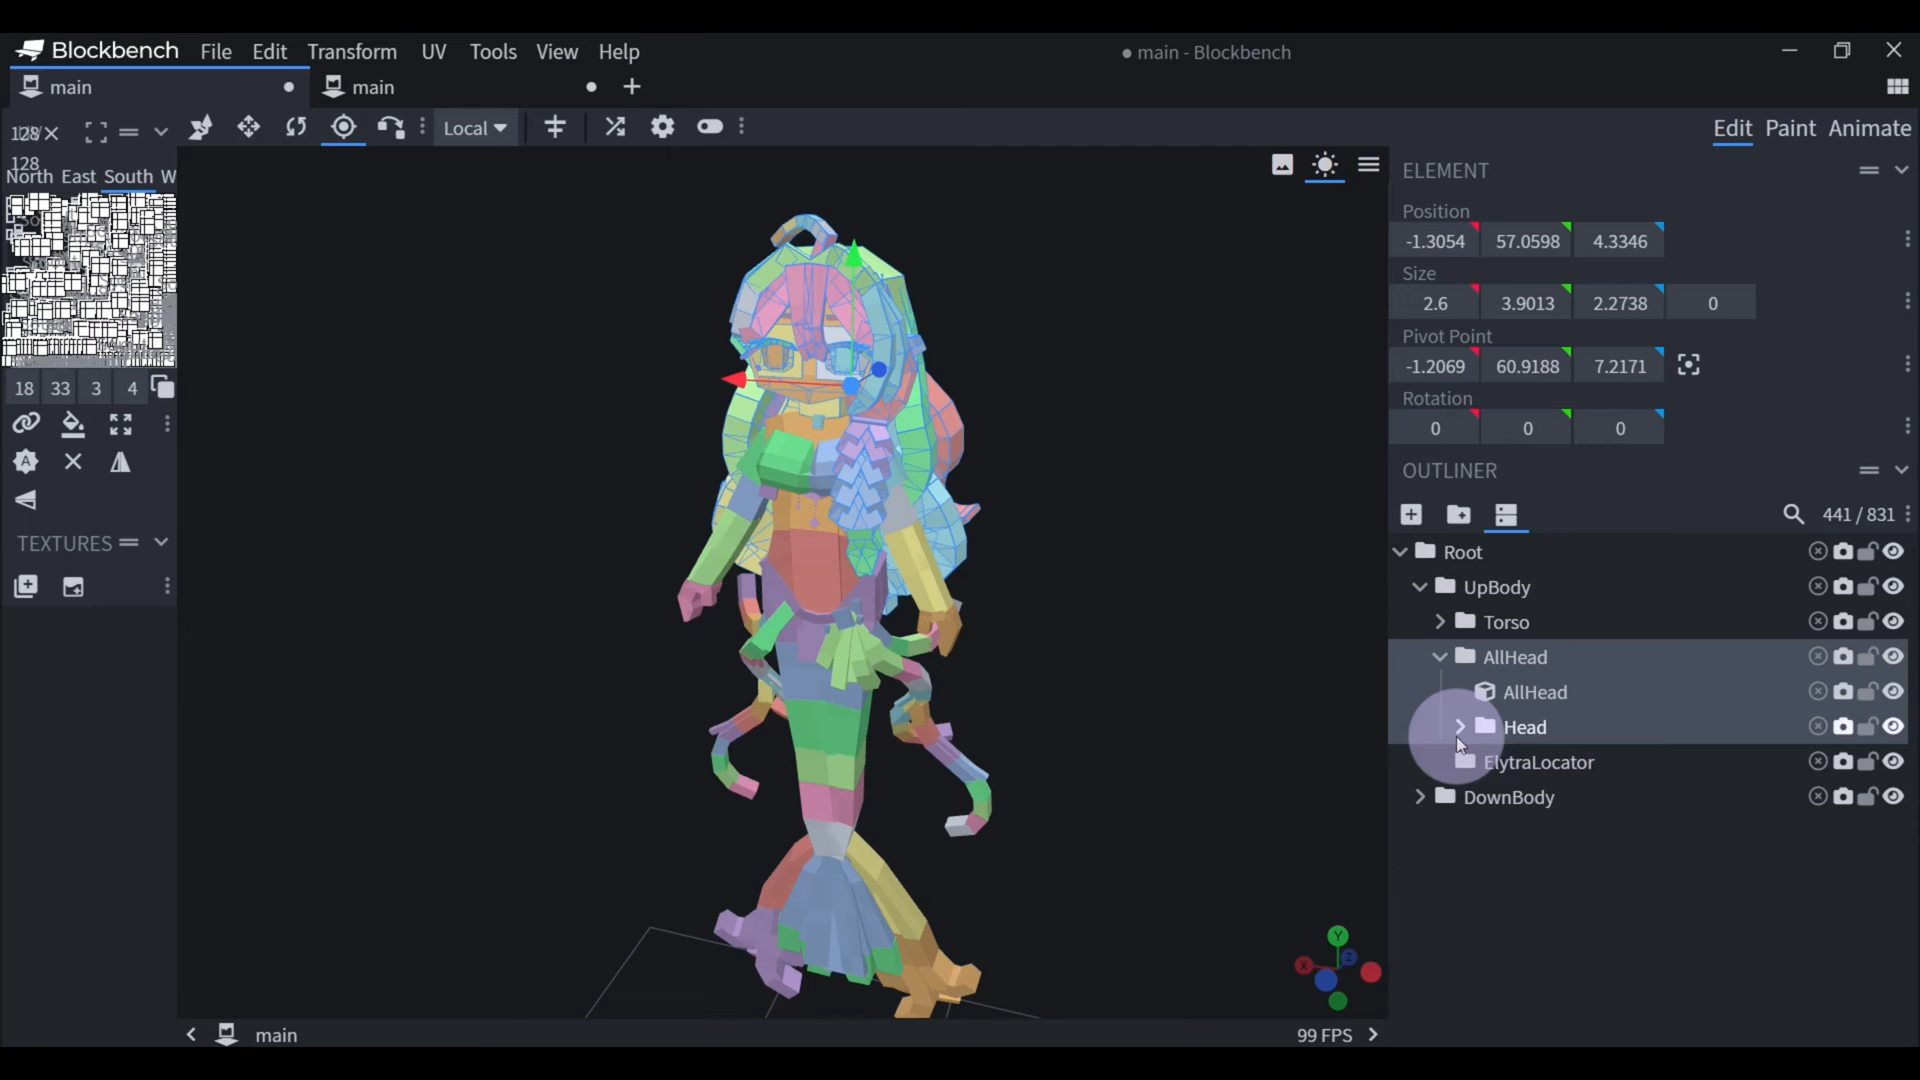 Blockbench File Edit Transform UV Tools View Help
main - Blockbench
main
main
Local
Edit Paint Animate
128
128
North East South W
18 33 3 4
TEXTURES
ELEMENT
Position
-1.3054 57.0598 4.3346
Size
2.6 3.9013 2.2738 0
Pivot Point
-1.2069 60.9188 7.2171
Rotation
0 0 0
OUTLINER
441 / 831
Root
UpBody
Torso
AllHead
AllHead
Head
ElytraLocator
DownBody
Y
X
Z
main
99 FPS